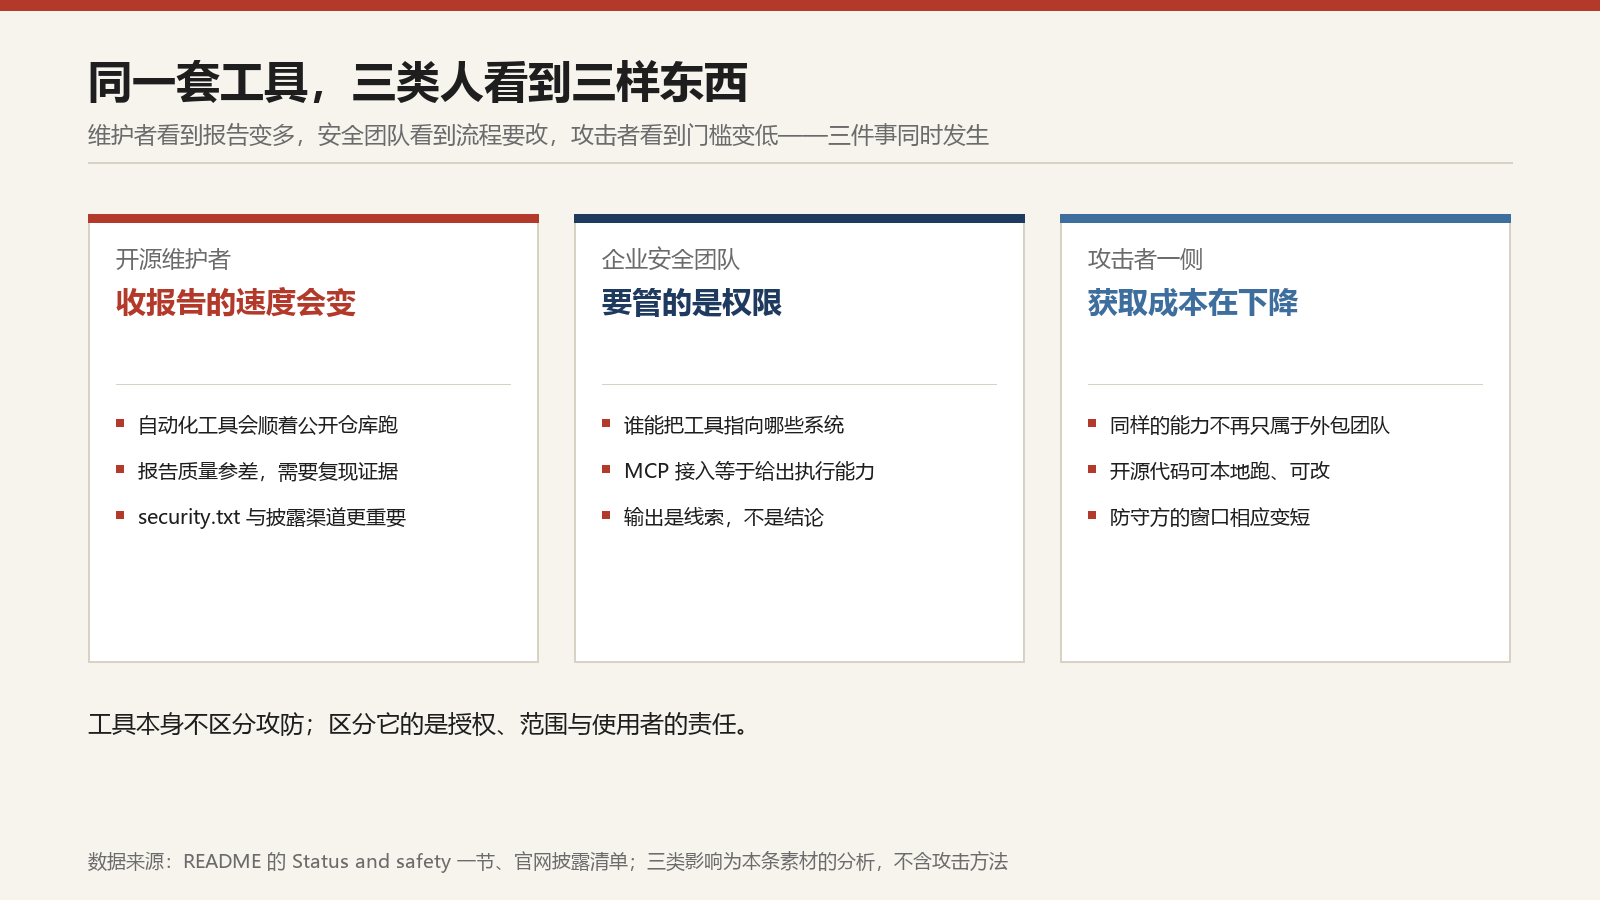 同一套工具，三类人看到三样东西
维护者看到报告变多，安全团队看到流程要改，攻击者看到门槛变低——三件事同时发生
开源维护者
收报告的速度会变
自动化工具会顺着公开仓库跑
报告质量参差，需要复现证据
security.txt 与披露渠道更重要
企业安全团队
要管的是权限
谁能把工具指向哪些系统
MCP 接入等于给出执行能力
输出是线索，不是结论
攻击者一侧
获取成本在下降
同样的能力不再只属于外包团队
开源代码可本地跑、可改
防守方的窗口相应变短
工具本身不区分攻防；区分它的是授权、范围与使用者的责任。
数据来源：README 的 Status and safety 一节、官网披露清单；三类影响为本条素材的分析，不含攻击方法